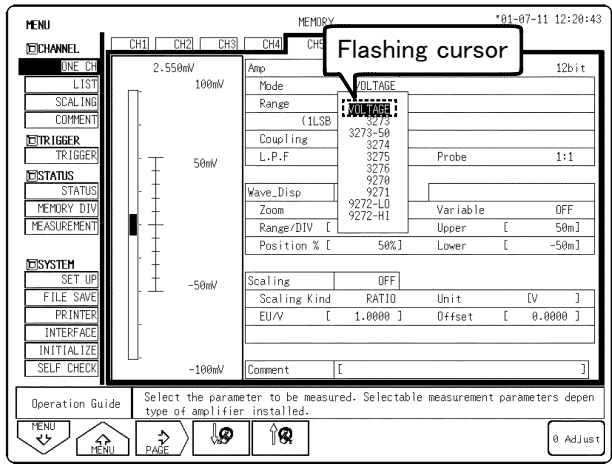 MENU
MEMORY
'01-07-11 12:20:43
CHANNEL
ONE CH
LIST
SCALING
COMMENT
TRIGGER
TRIGGER
STATUS
STATUS
MEMORY DIV
MEASUREMENT
SYSTEM
SET UP
FILE SAVE
PRINTER
INTERFACE
INITIALIZE
SELF CHECK
CH1 CH2 CH3 CH4 CH5
Flashing cursor
2.550mV
100mV
50mV
-50mV
-100mV
Amp 12bit
Mode VOLTAGE
Range
(1LSB
Coupling
L.P.F Probe 1:1
VOLTAGE
3273
3273-50
3274
3275
3276
9270
9271
9272-LO
9272-HI
Wave_Disp
Zoom Variable OFF
Range/DIV [ Upper [ 50m]
Position % [ 50%] Lower [ -50m]
Scaling OFF
Scaling Kind RATIO Unit [V ]
EU/V [ 1.0000 ] Offset [ 0.0000 ]
Comment [ ]
Operation Guide
Select the parameter to be measured. Selectable measurement parameters depen
type of amplifier installed.
MENU
MENU
PAGE
0 Adjust